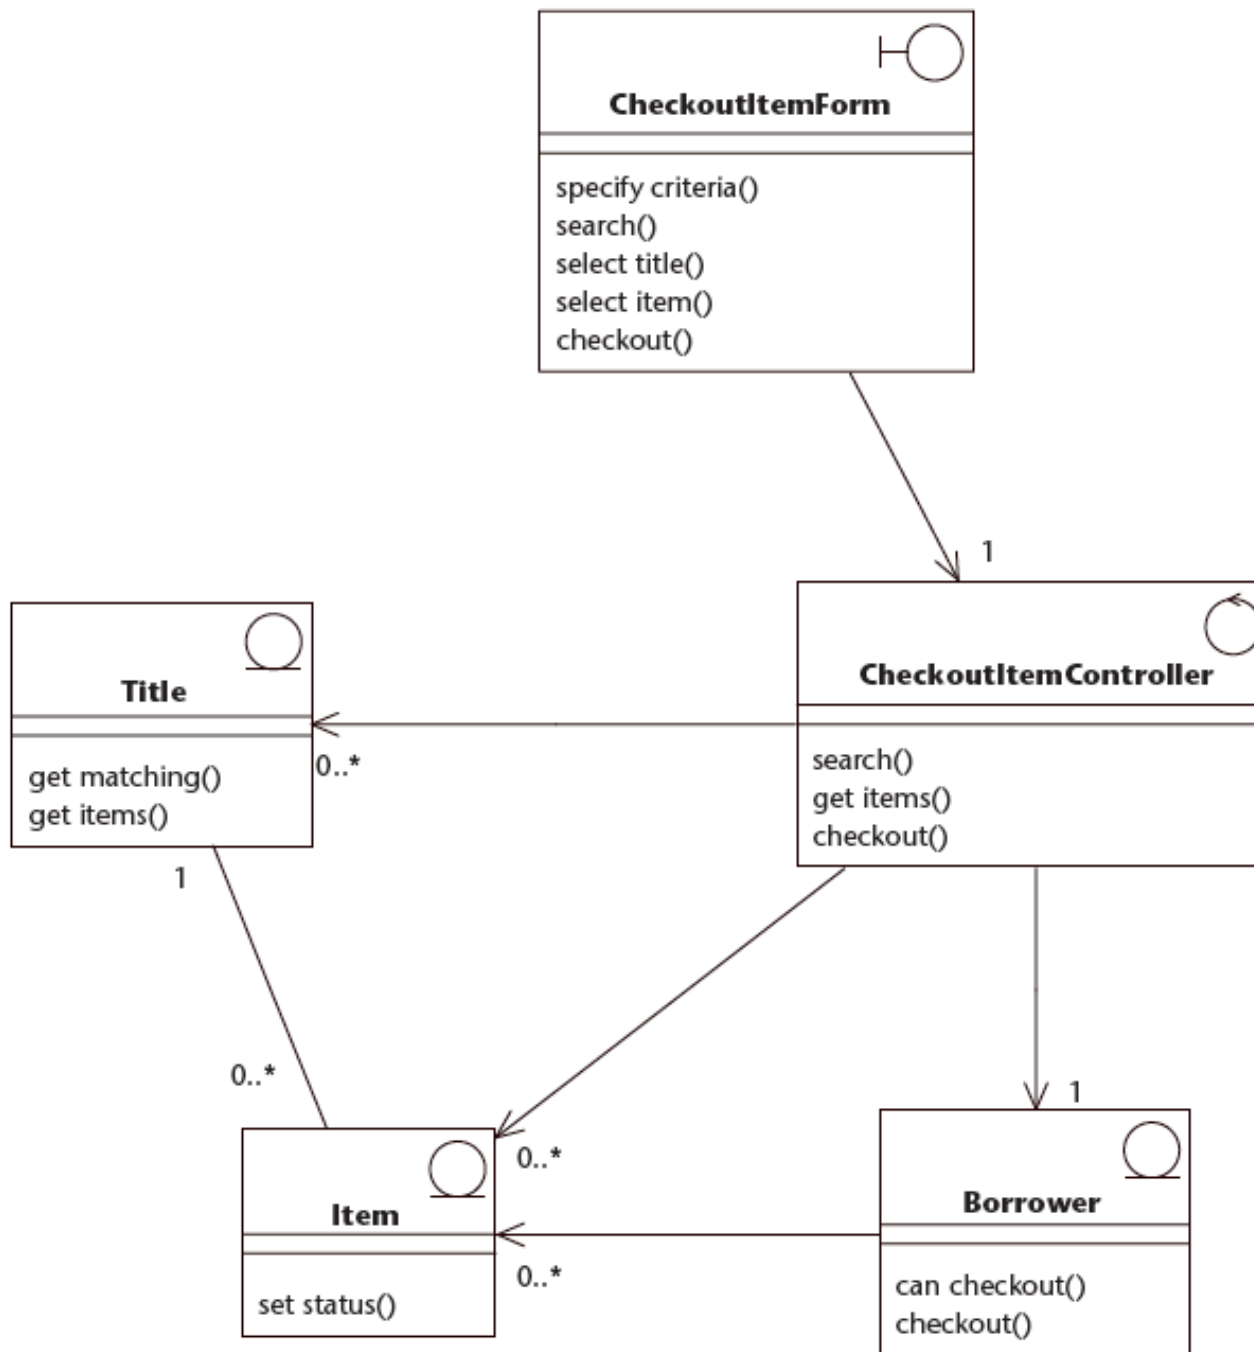 CheckoutItemForm
specify criteria()
search()
select title()
select item()
checkout()
1
CheckoutItemController
search()
get items()
checkout()
Title
get matching()
get items()
0..*
1
0..*
Item
set status()
0..*
0..*
1
Borrower
can checkout()
checkout()